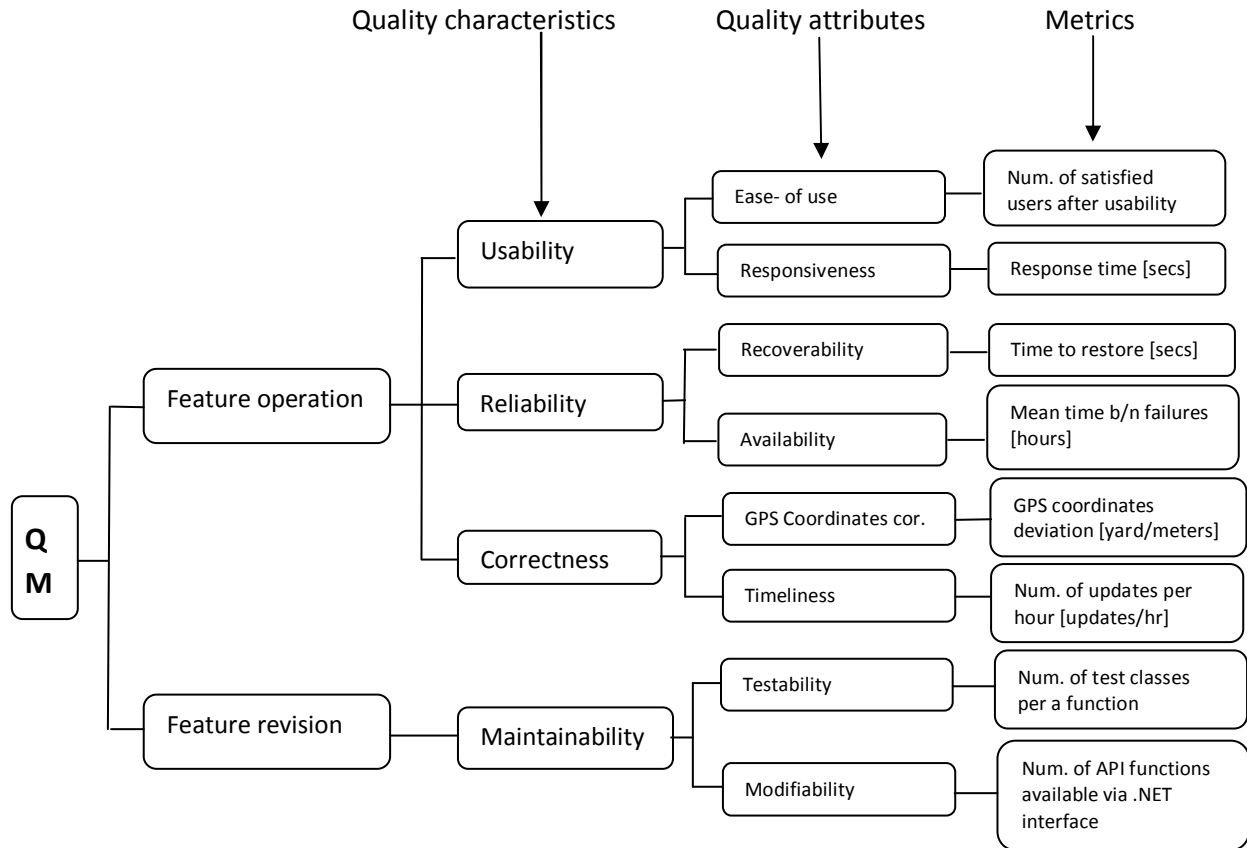 Quality characteristics
Quality attributes
Metrics
Ease- of use
Num. of satisfied
users after usability
Usability
Responsiveness
Response time [secs]
Recoverability
Time to restore [secs]
Feature operation
Reliability
Availability
Mean time b/n failures
[hours]
Q
M
GPS Coordinates cor.
GPS coordinates
deviation [yard/meters]
Correctness
Timeliness
Num. of updates per
hour [updates/hr]
Testability
Num. of test classes
per a function
Feature revision
Maintainability
Modifiability
Num. of API functions
available via .NET
interface